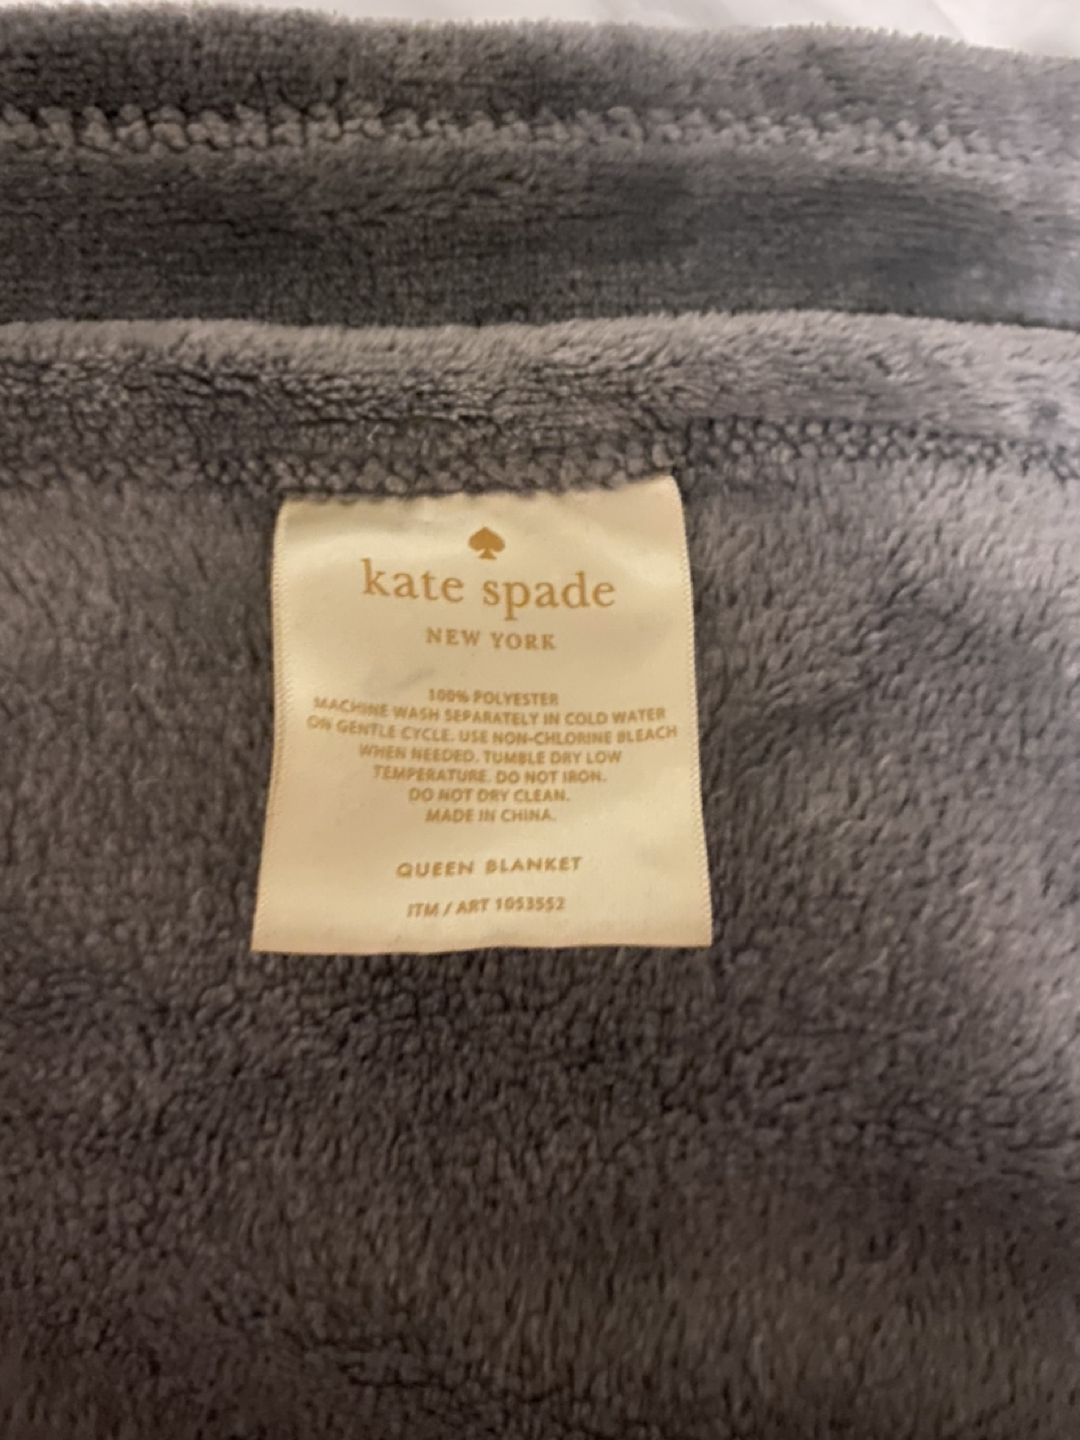 kate spade
NEW YORK
100% POLYESTER
MACHINE WASH SEPARATELY IN COLD WATER
ON GENTLE CYCLE. USE NON-CHLORINE BLEACH
WHEN NEEDED. TUMBLE DRY LOW
TEMPERATURE. DO NOT IRON.
DO NOT DRY CLEAN.
MADE IN CHINA.
QUEEN BLANKET
ITM / ART 1053552